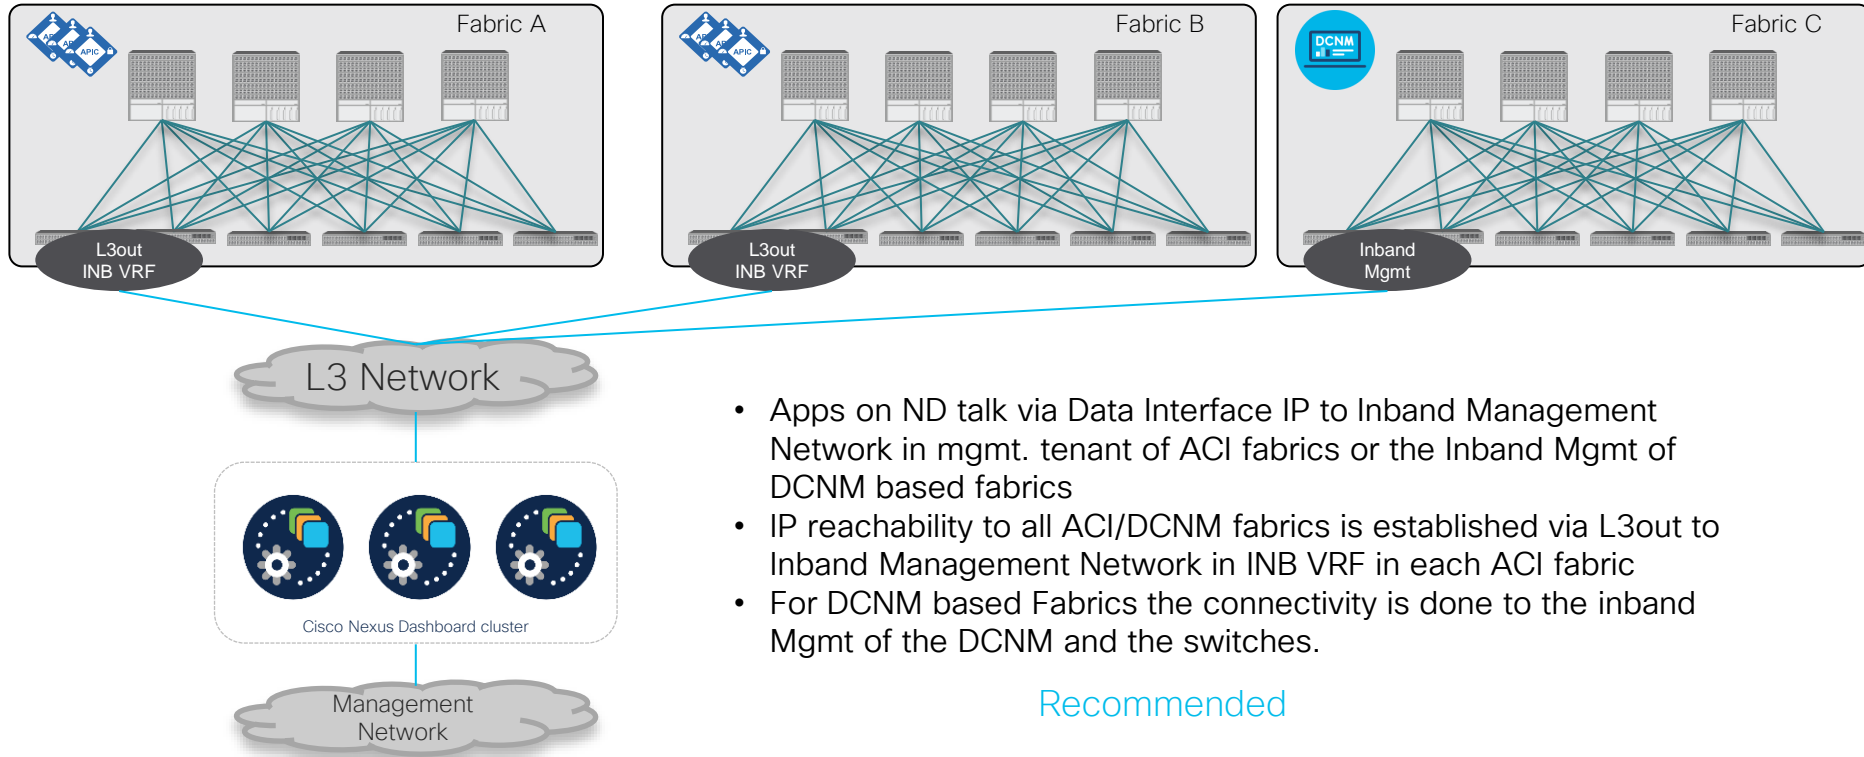 Fabric A
Fabric B
Fabric C
APIC
APIC
DCNM
L3out
INB VRF
L3out
INB VRF
Inband
Mgmt
L3 Network
• Apps on ND talk via Data Interface IP to Inband Management
Network in mgmt. tenant of ACI fabrics or the Inband Mgmt of
DCNM based fabrics
• IP reachability to all ACI/DCNM fabrics is established via L3out to
Inband Management Network in INB VRF in each ACI fabric
• For DCNM based Fabrics the connectivity is done to the inband
Mgmt of the DCNM and the switches.
Cisco Nexus Dashboard cluster
Recommended
Management
Network